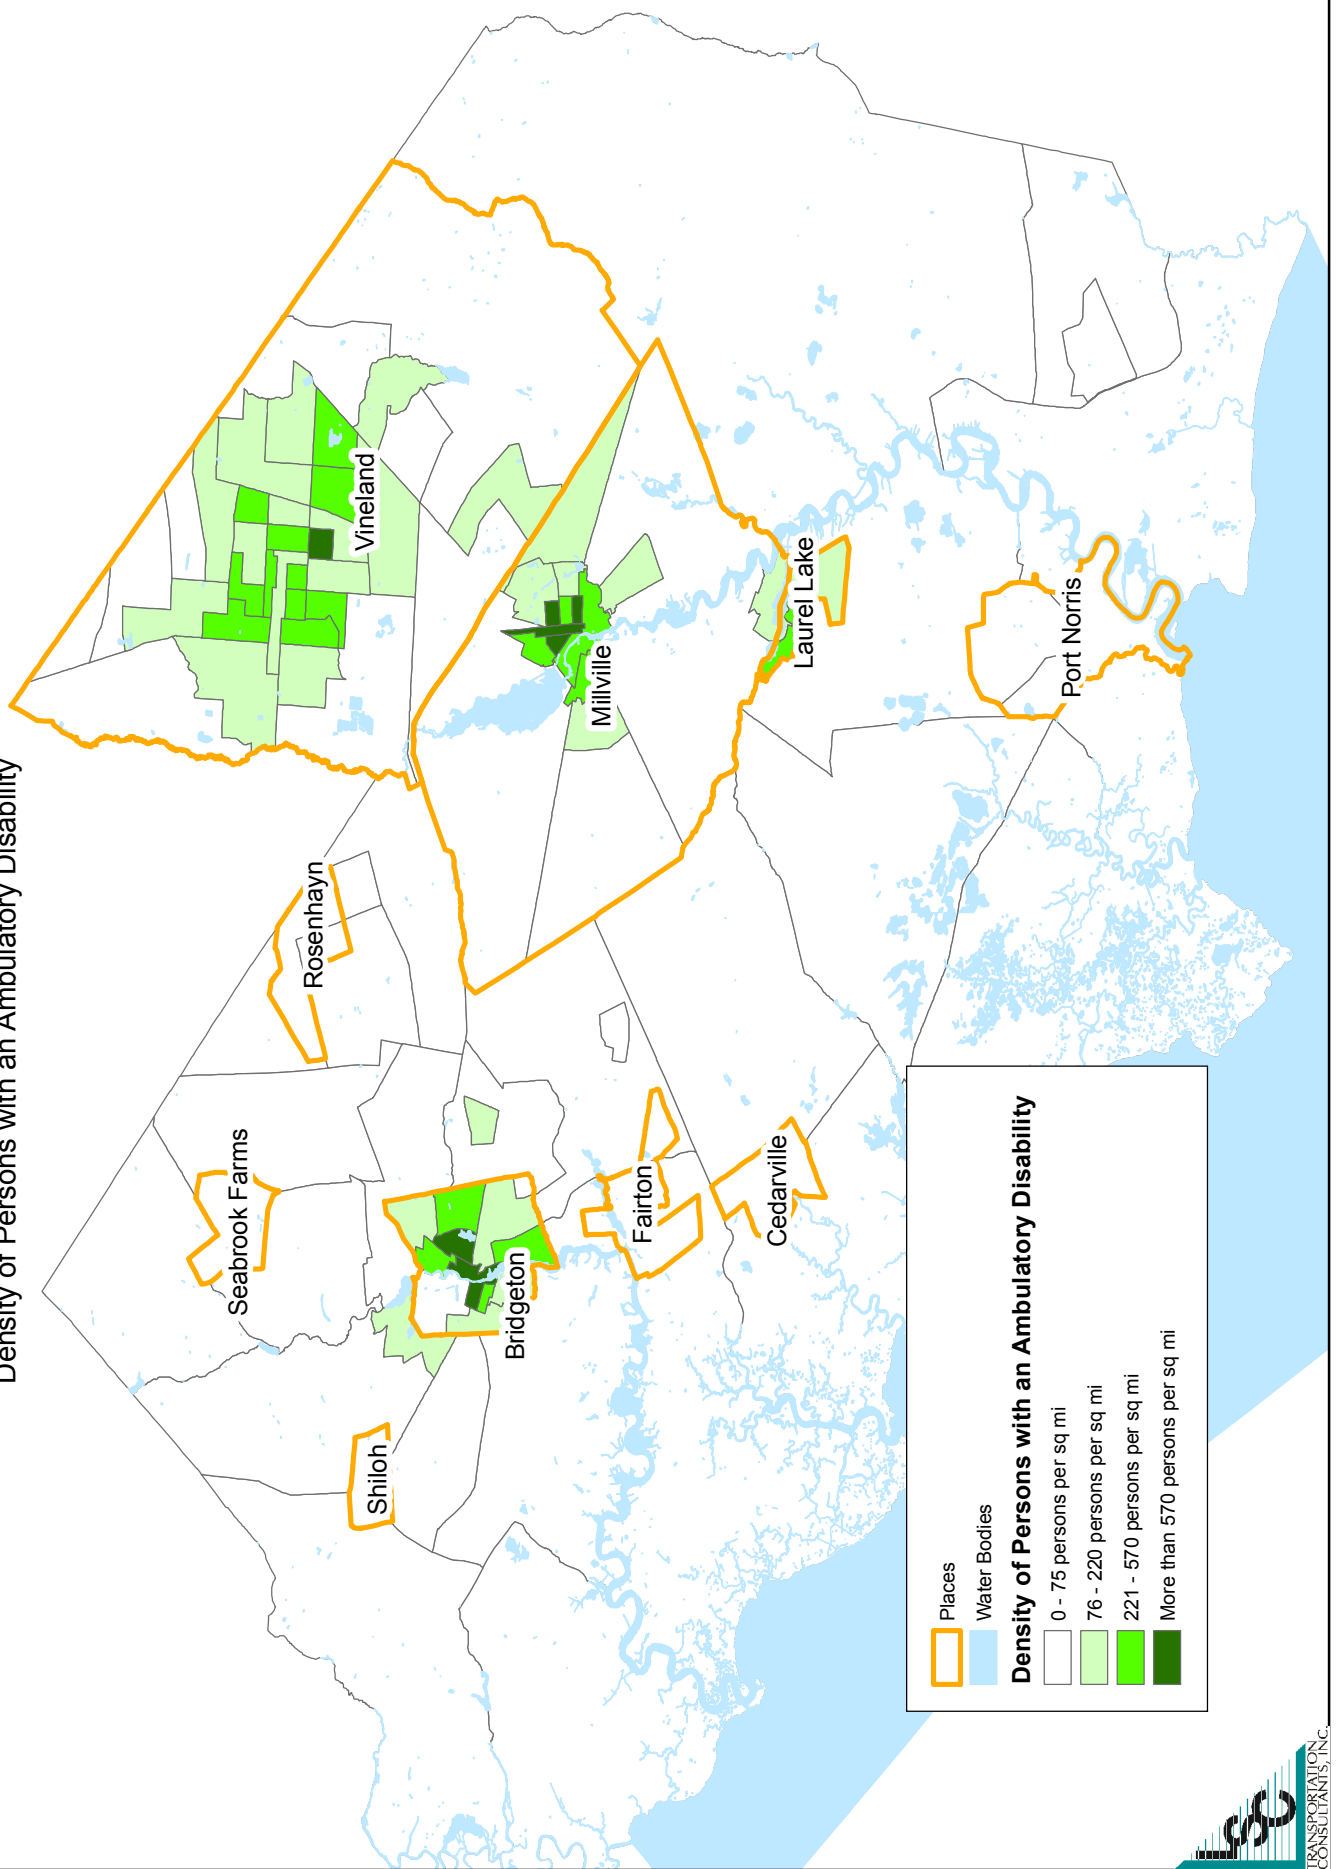 Density of Persons with an Ambulatory Disability
Vineland
Rosenhayn
Seabrook Farms
Shiloh
Bridgeton
Millville
Fairton
Cedarville
Laurel Lake
Port Norris
Places
Water Bodies
Density of Persons with an Ambulatory Disability
0 - 75 persons per sq mi
76 - 220 persons per sq mi
221 - 570 persons per sq mi
More than 570 persons per sq mi
LSC
TRANSPORTATION
CONSULTANTS, INC.